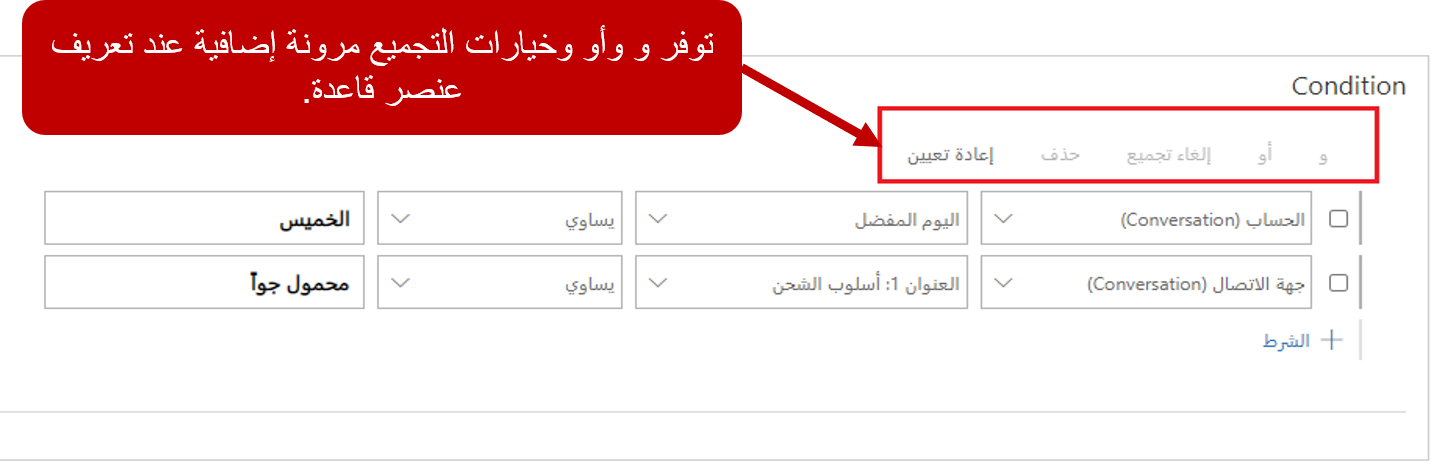 توفر و وأو وخيارات التجميع مرونة إضافية عند تعريف
عنصر قاعدة.
Condition
و أو إلغاء تجميع حذف إعادة تعيين
الحساب (Conversation) اليوم المفضل يساوي الخميس
جهة الاتصال (Conversation) العنوان 1: أسلوب الشحن يساوي محمول جواً
الشرط